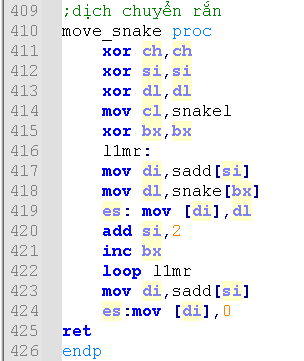 409 ;dịch chuyển rắn
410 move_snake proc
411 xor ch,ch
412 xor si,si
413 xor dl,dl
414 mov cl,snakel
415 xor bx,bx
416 l1mr:
417 mov di,sadd[si]
418 mov dl,snake[bx]
419 es: mov [di],dl
420 add si,2
421 inc bx
422 loop l1mr
423 mov di,sadd[si]
424 es:mov [di],0
425 ret
426 endp